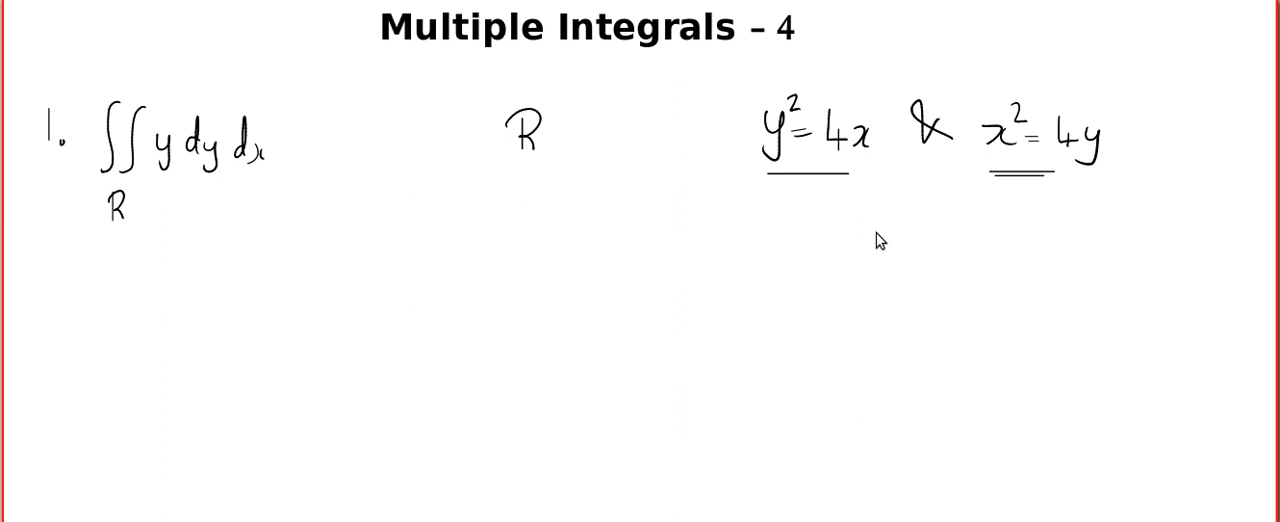 Multiple Integrals – 4
1. ∬ y dy dx R y² = 4x & x² = 4y
R